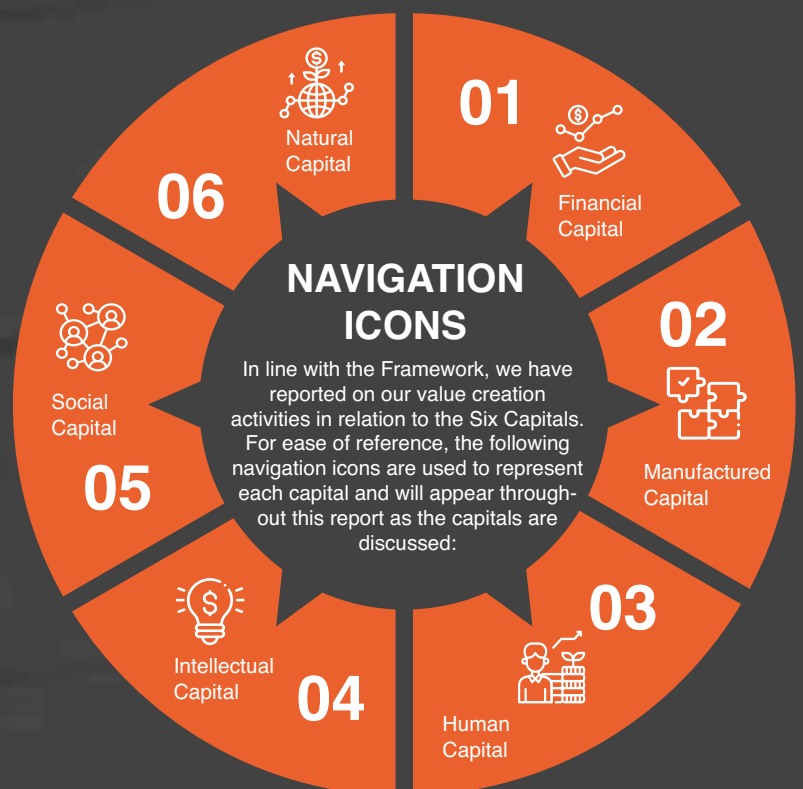 NAVIGATION
ICONS
In line with the Framework, we have
reported on our value creation
activities in relation to the Six Capitals.
For ease of reference, the following
navigation icons are used to represent
each capital and will appear through-
out this report as the capitals are
discussed:
01
$
Financial
Capital
02
Manufactured
Capital
03
Human
Capital
04
$
Intellectual
Capital
05
Social
Capital
06
$
Natural
Capital